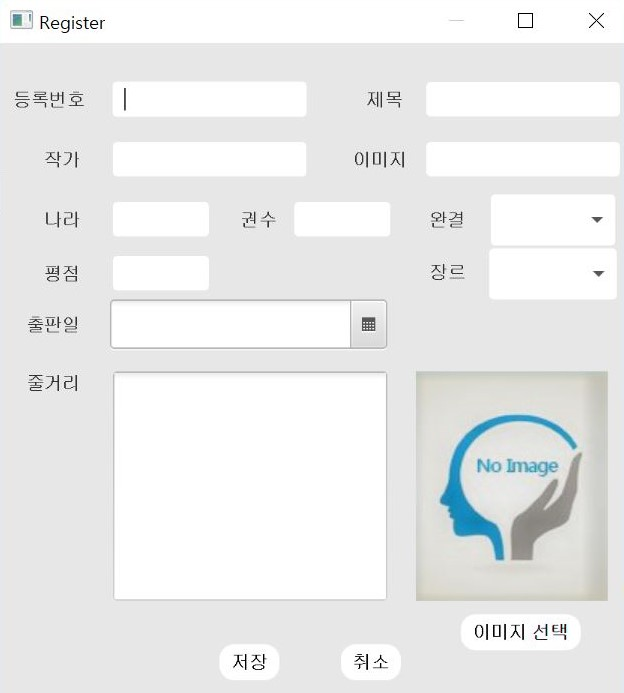 Register
등록번호 제목
작가 이미지
나라 권수 완결
평점 장르
출판일
줄거리
No Image
이미지 선택
저장 취소